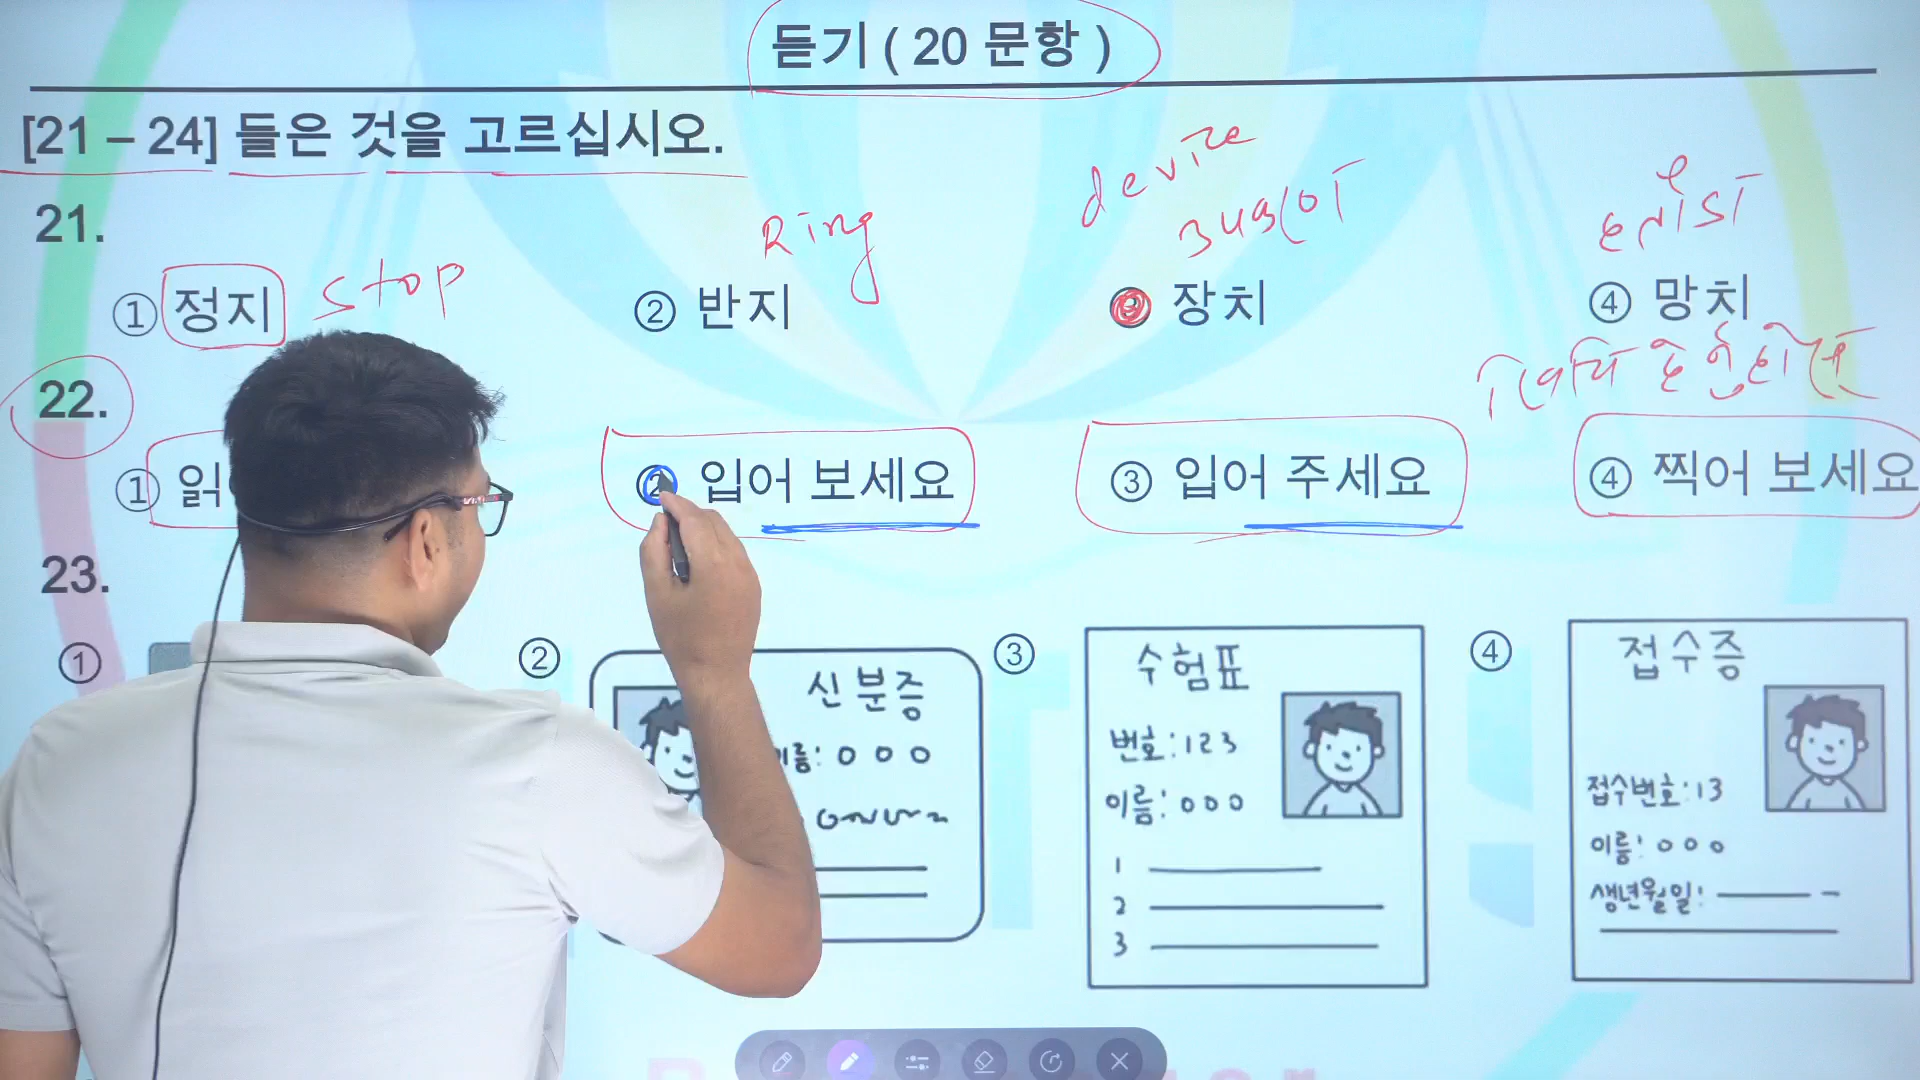 듣기 ( 20 문항 )
[21 – 24] 들은 것을 고르십시오.
21.
device
Ring
stop
① 정지 ② 반지 ③ 장치 ④ 망치
22.
① 읽 ② 입어 보세요 ③ 입어 주세요 ④ 찍어 보세요
23.
① ② ③ ④
신분증
이름: O O O
수험표
번호: 123
이름: O O O
1
2
3
접수증
접수번호: 13
이름: O O O
생년월일: